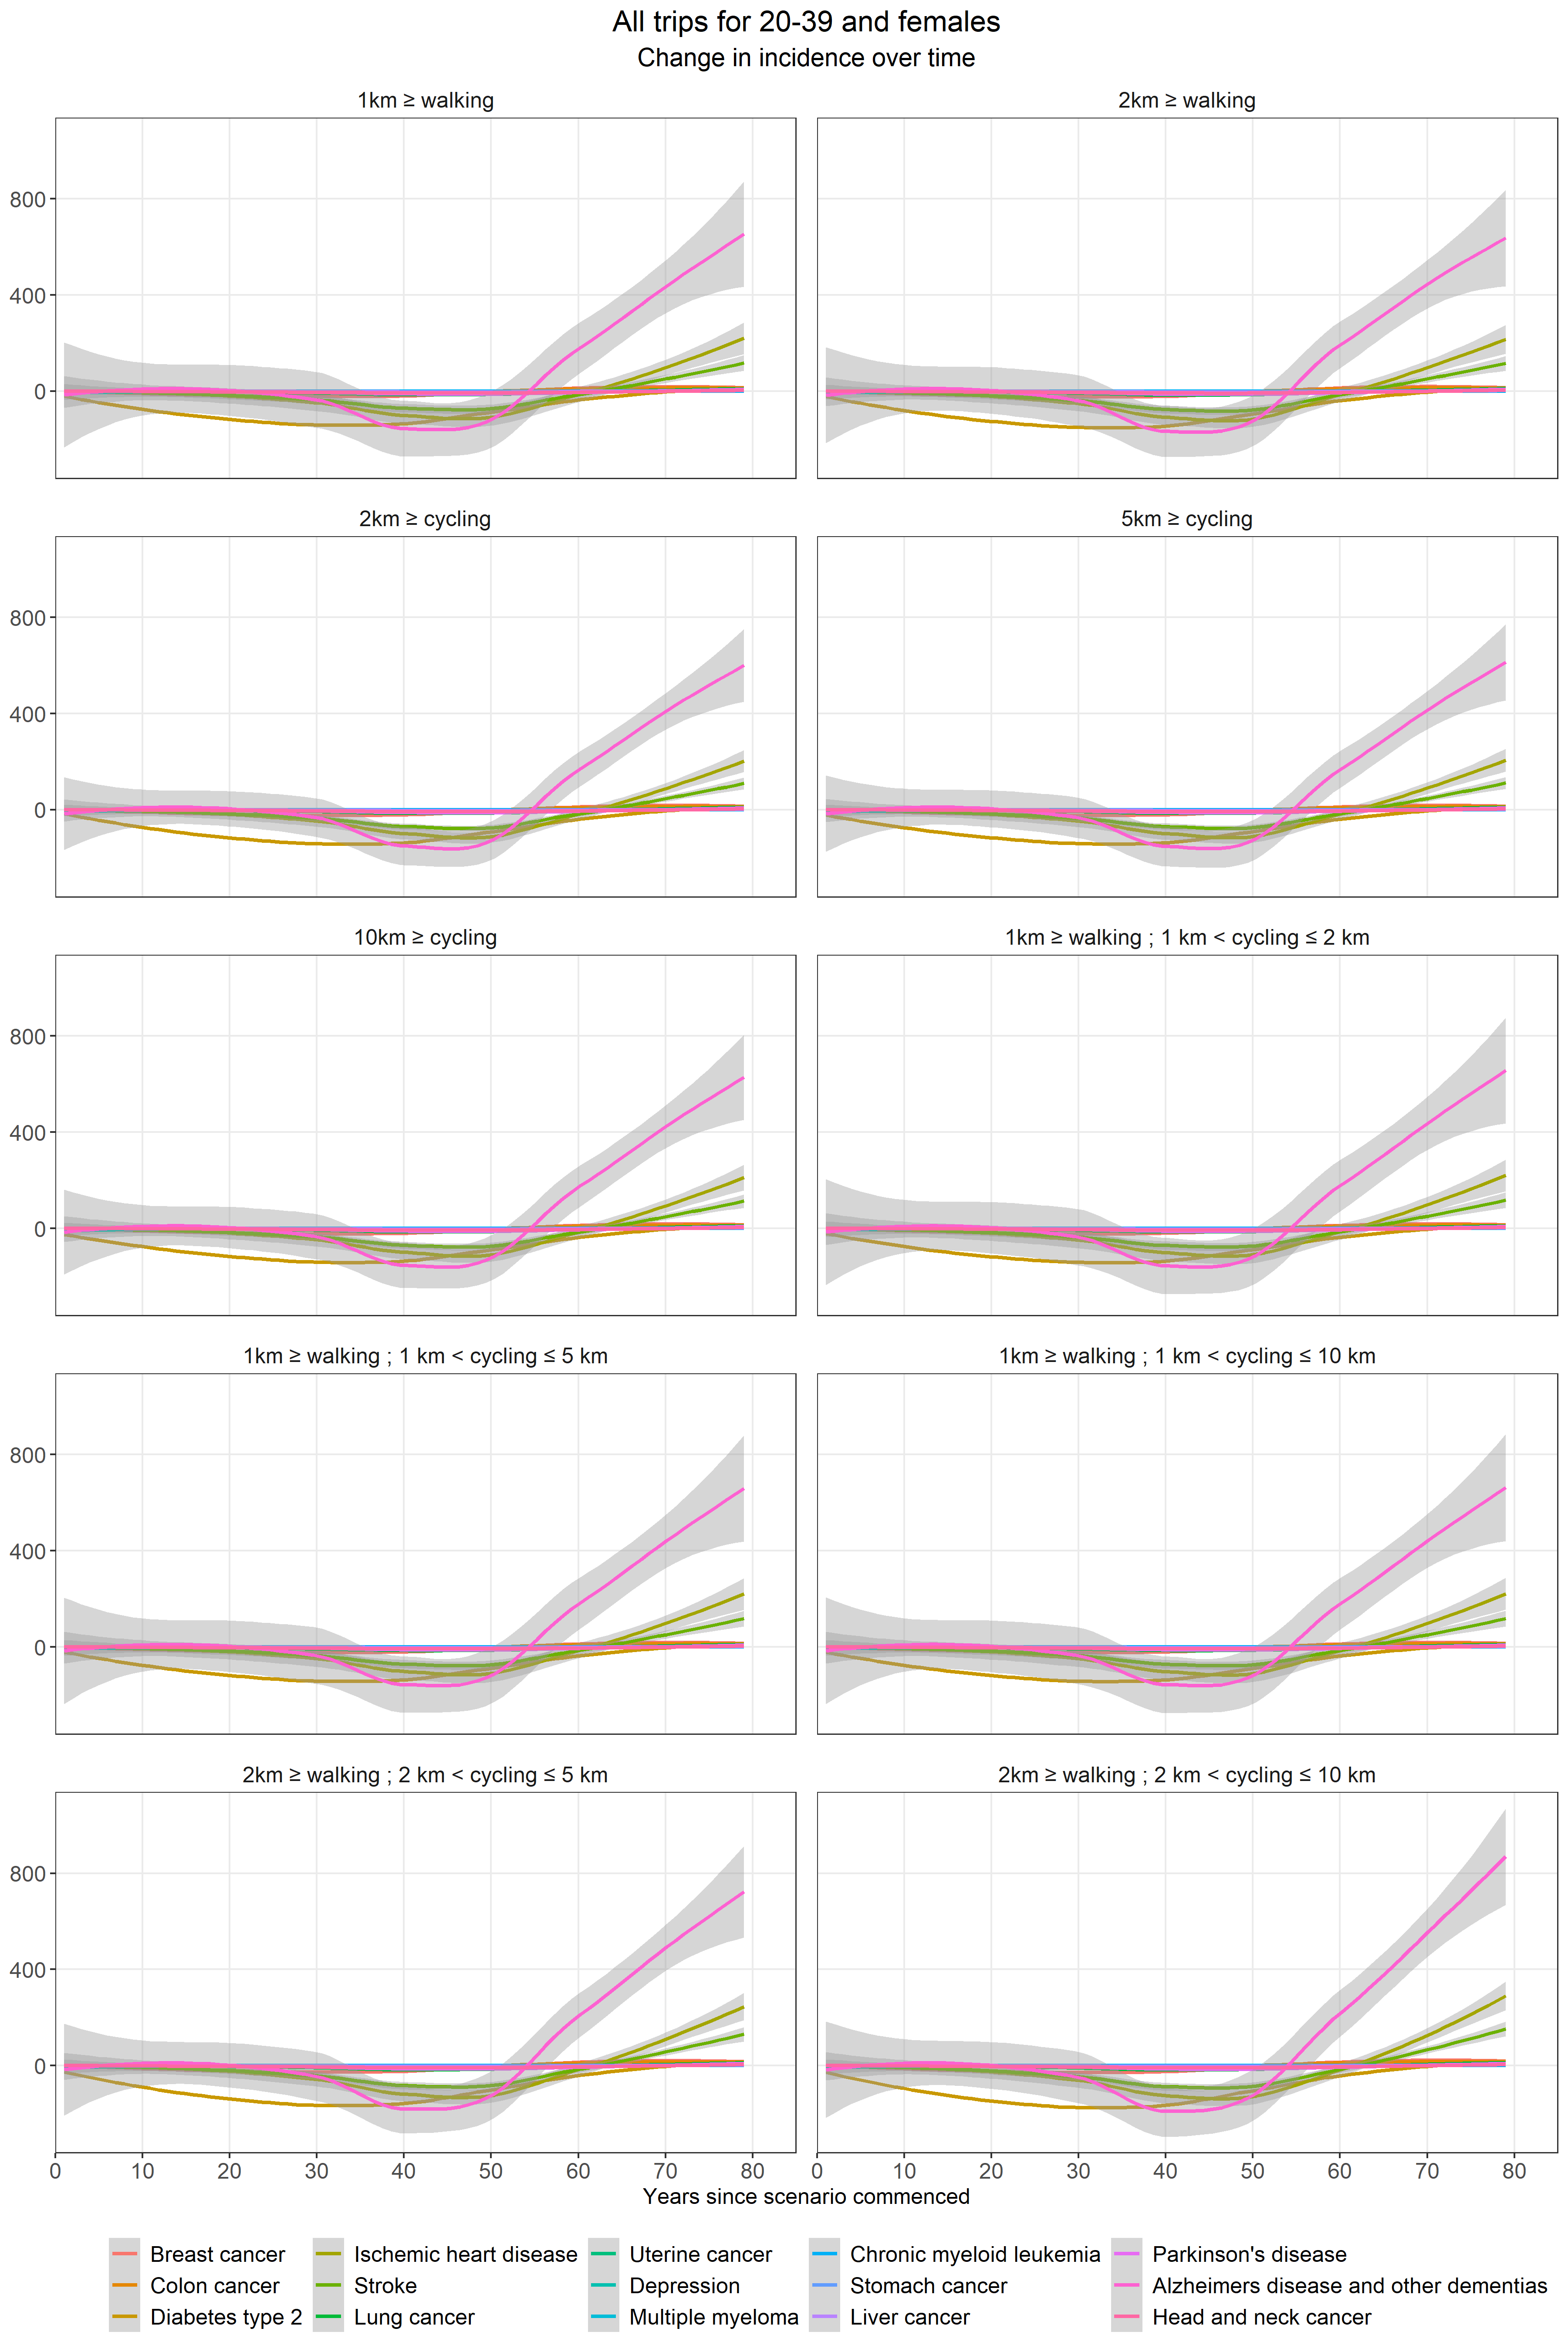 All trips for 20-39 and females
Change in incidence over time
1km ≥ walking
2km ≥ walking
800
400
0
2km ≥ cycling
5km ≥ cycling
800
400
0
10km ≥ cycling
1km ≥ walking ; 1 km < cycling ≤ 2 km
800
400
0
1km ≥ walking ; 1 km < cycling ≤ 5 km
1km ≥ walking ; 1 km < cycling ≤ 10 km
800
400
0
2km ≥ walking ; 2 km < cycling ≤ 5 km
2km ≥ walking ; 2 km < cycling ≤ 10 km
800
400
0
0 10 20 30 40 50 60 70 80
0 10 20 30 40 50 60 70 80
Years since scenario commenced
Breast cancer
Colon cancer
Diabetes type 2
Ischemic heart disease
Stroke
Lung cancer
Uterine cancer
Depression
Multiple myeloma
Chronic myeloid leukemia
Stomach cancer
Liver cancer
Parkinson's disease
Alzheimers disease and other dementias
Head and neck cancer